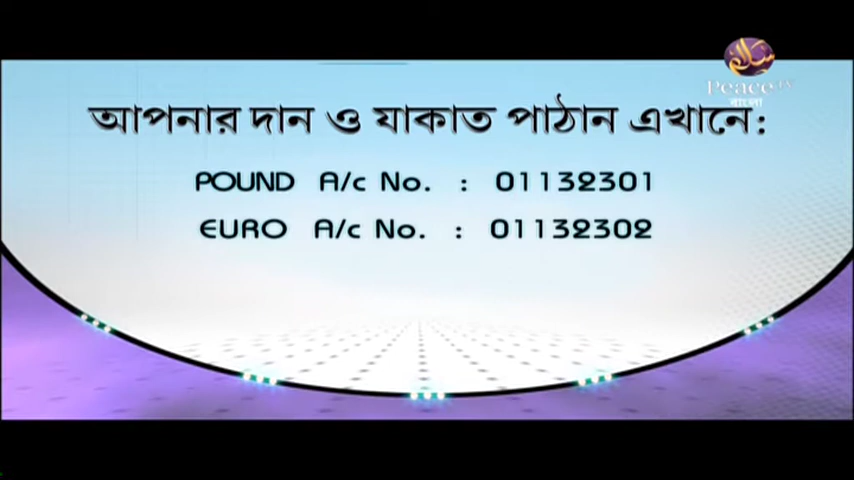 Peace TV
বাংলা
আপনার দান ও যাকাত পাঠান এখানে:
POUND A/c No. : 01132301
EURO A/c No. : 01132302